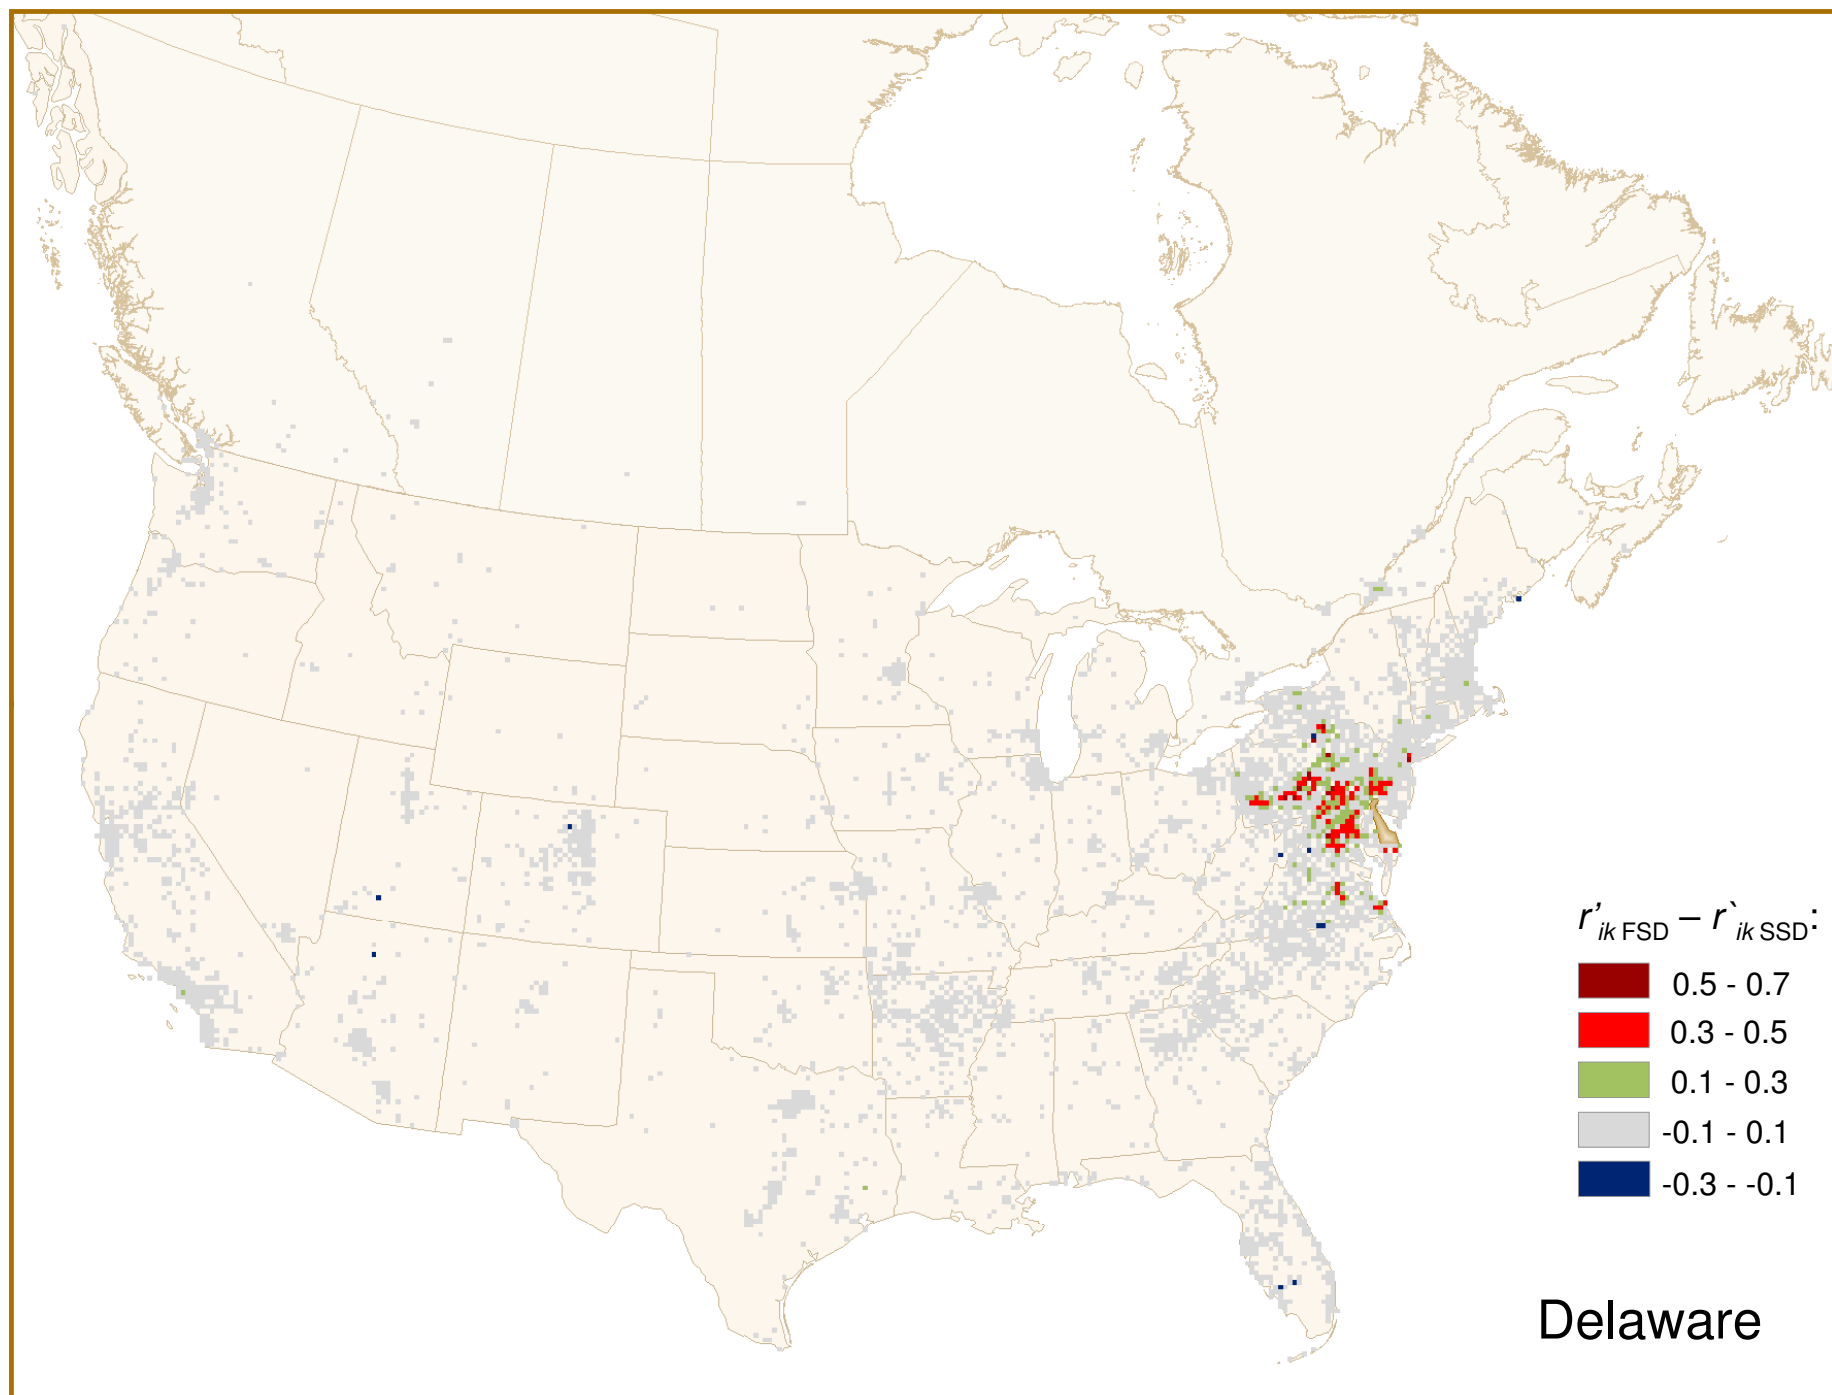 r’ik FSD – r`ik SSD:
0.5 - 0.7
0.3 - 0.5
0.1 - 0.3
-0.1 - 0.1
-0.3 - -0.1
Delaware